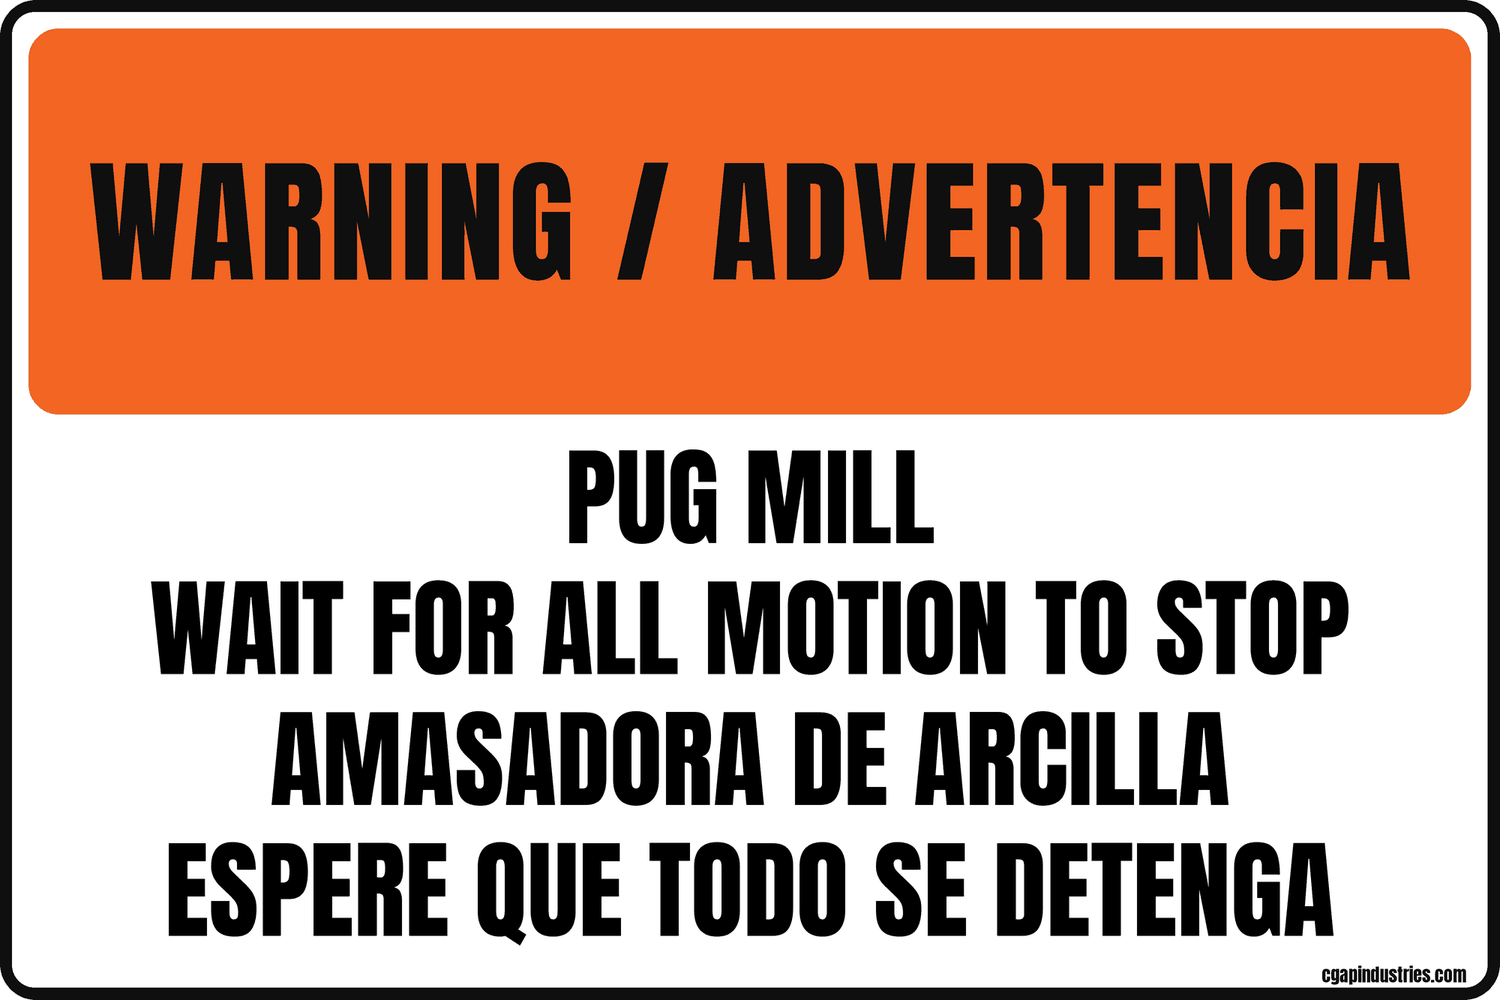 WARNING / ADVERTENCIA
PUG MILL
WAIT FOR ALL MOTION TO STOP
AMASADORA DE ARCILLA
ESPERE QUE TODO SE DETENGA
cgapindustries.com